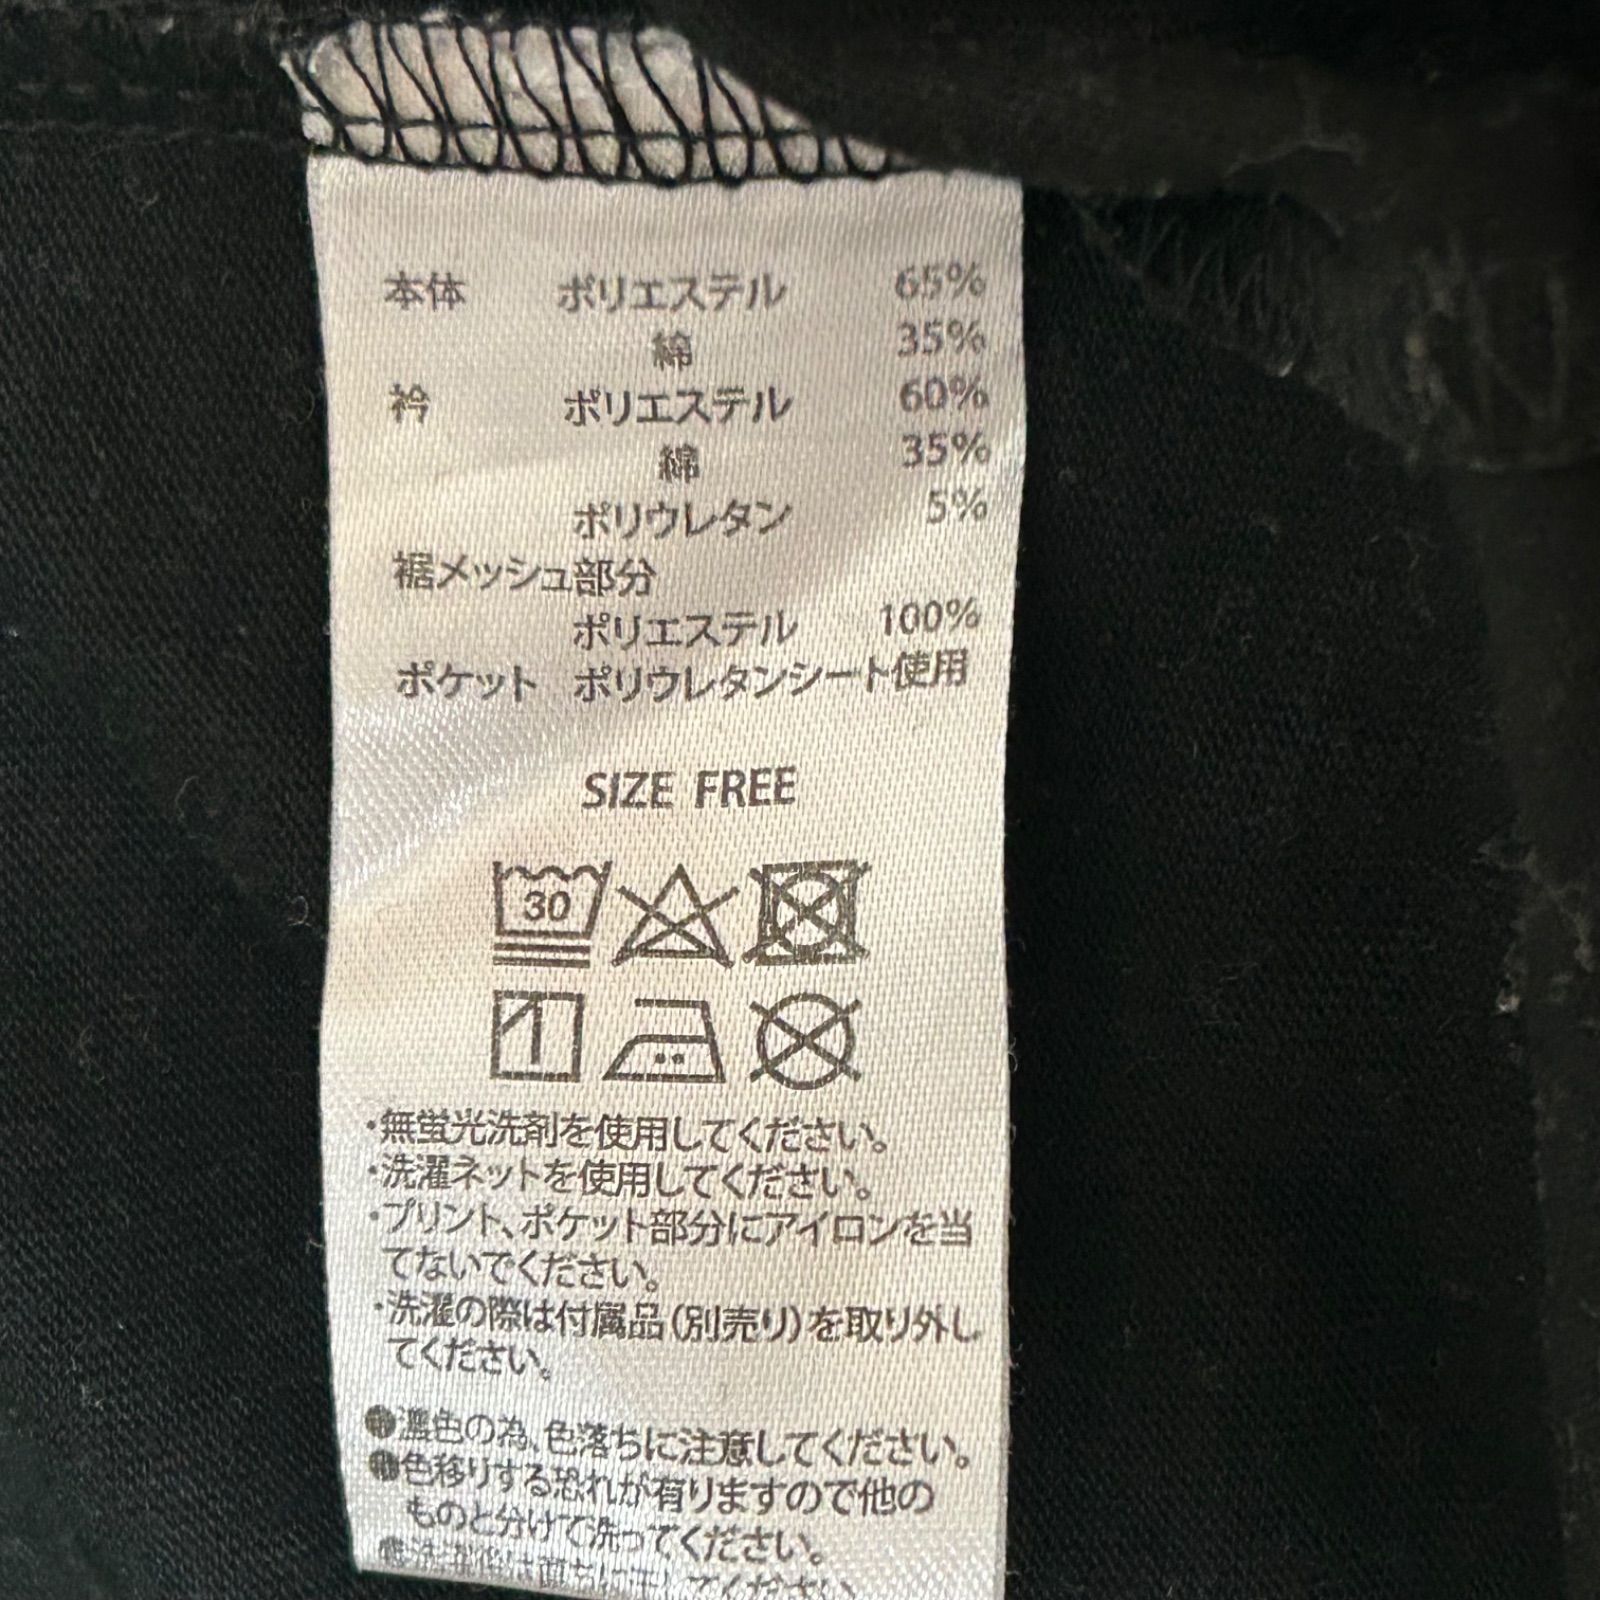 本体 ポリエステル 65%
綿 35%
衿 ポリエステル 60%
綿 35%
ポリウレタン 5%
裾メッシュ部分
ポリエステル 100%
ポケット ポリウレタンシート使用
SIZE FREE
30
・無蛍光洗剤を使用してください。
・洗濯ネットを使用してください。
・プリント、ポケット部分にアイロンを当
てないでください。
・洗濯の際は付属品(別売り)を取り外し
てください。
●濃色の為、色落ちに注意してください。
●色移りする恐れが有りますので他の
ものと分けて洗ってください。
てください